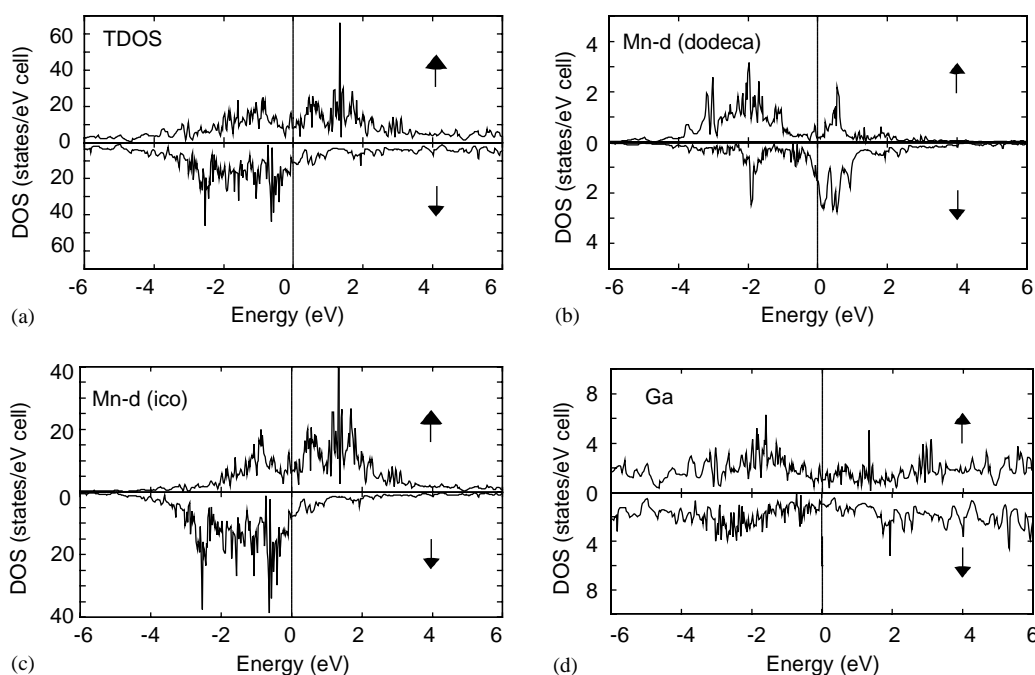 60
40
20
0
20
40
60
DOS (states/eV cell)
TDOS
-6 -4 -2 0 2 4 6
Energy (eV)
(a)
4
2
0
2
4
DOS (states/eV cell)
Mn-d (dodeca)
-6 -4 -2 0 2 4 6
Energy (eV)
(b)
40
20
0
20
40
DOS (states/eV cell)
Mn-d (ico)
-6 -4 -2 0 2 4 6
Energy (eV)
(c)
8
4
0
4
8
DOS (states/eV cell)
Ga
-6 -4 -2 0 2 4 6
Energy (eV)
(d)